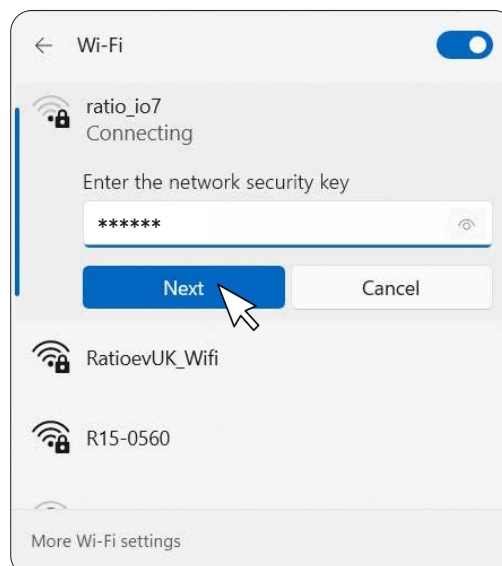 Wi-Fi
ratio_io7
Connecting
Enter the network security key
******
Next Cancel
RatioevUK_Wifi
R15-0560
More Wi-Fi settings